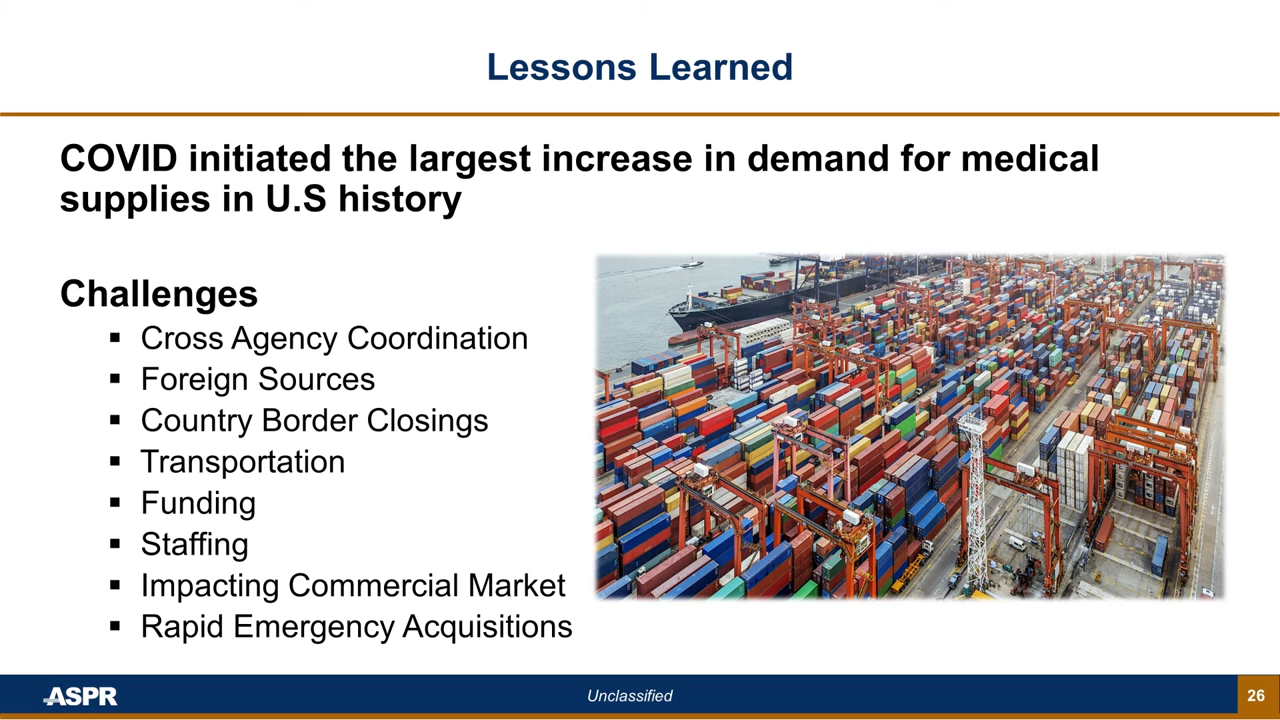 Lessons Learned
COVID initiated the largest increase in demand for medical
supplies in U.S history
Challenges
▪ Cross Agency Coordination
▪ Foreign Sources
▪ Country Border Closings
▪ Transportation
▪ Funding
▪ Staffing
▪ Impacting Commercial Market
▪ Rapid Emergency Acquisitions
ASPR
Unclassified
26